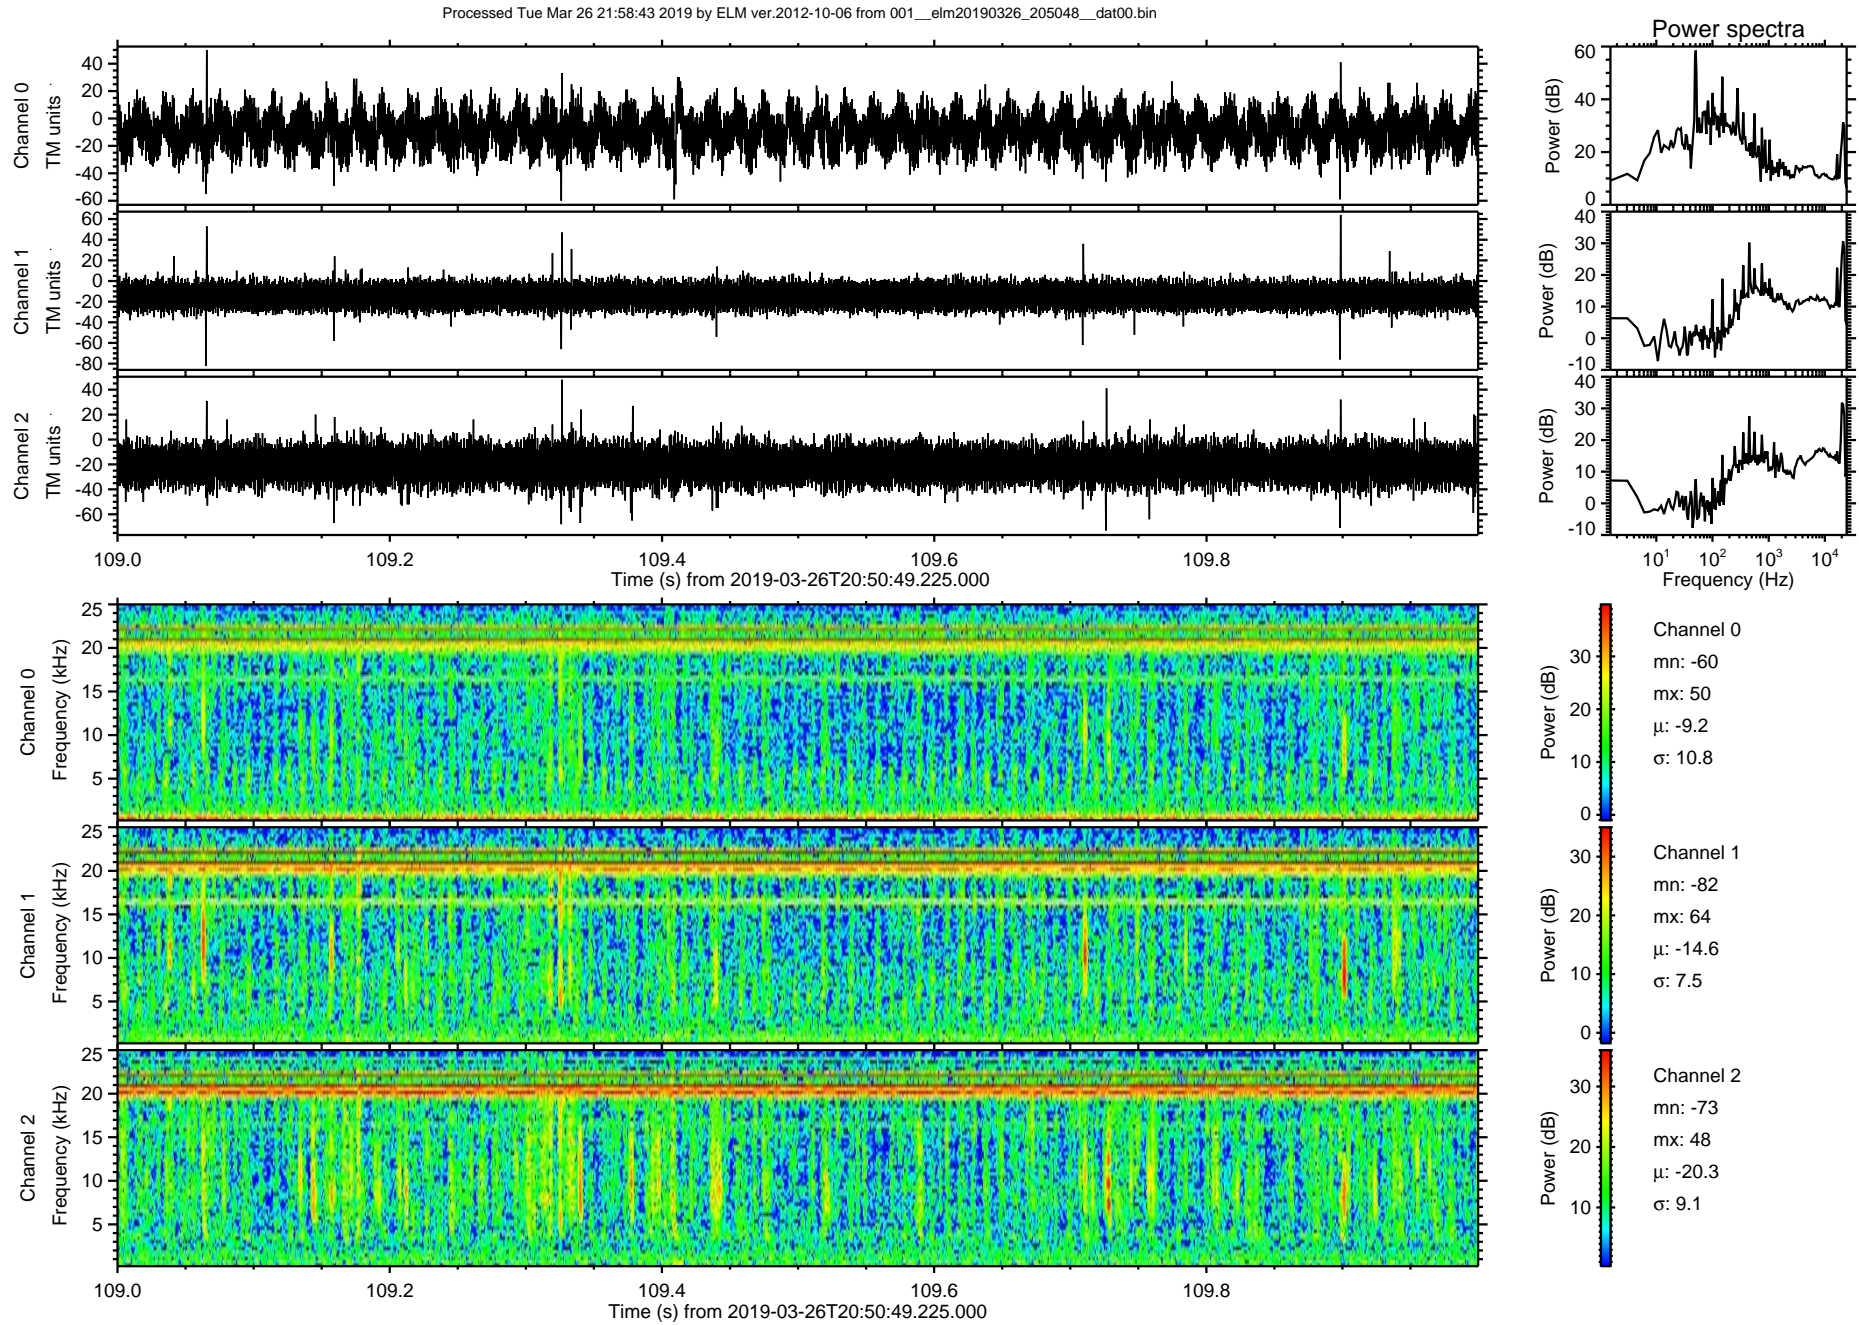 Processed Tue Mar 26 21:58:43 2019 by ELM ver.2012-10-06 from 001__elm20190326_205048__dat00.bin
Power spectra
Channel 0
TM units
40
20
0
-20
-40
-60
Power (dB)
60
40
20
0
Channel 1
TM units
60
40
20
0
-20
-40
-60
-80
Power (dB)
40
30
20
10
0
-10
Channel 2
TM units
40
20
0
-20
-40
-60
Power (dB)
40
30
20
10
0
-10
109.0 109.2 109.4 109.6 109.8
Time (s) from 2019-03-26T20:50:49.225.000
10¹ 10² 10³ 10⁴
Frequency (Hz)
Channel 0
Frequency (kHz)
25
20
15
10
5
Power (dB)
30
20
10
0
Channel 0
mn: -60
mx: 50
μ: -9.2
σ: 10.8
Channel 1
Frequency (kHz)
25
20
15
10
5
Power (dB)
30
20
10
0
Channel 1
mn: -82
mx: 64
μ: -14.6
σ: 7.5
Channel 2
Frequency (kHz)
25
20
15
10
5
Power (dB)
30
20
10
Channel 2
mn: -73
mx: 48
μ: -20.3
σ: 9.1
109.0 109.2 109.4 109.6 109.8
Time (s) from 2019-03-26T20:50:49.225.000